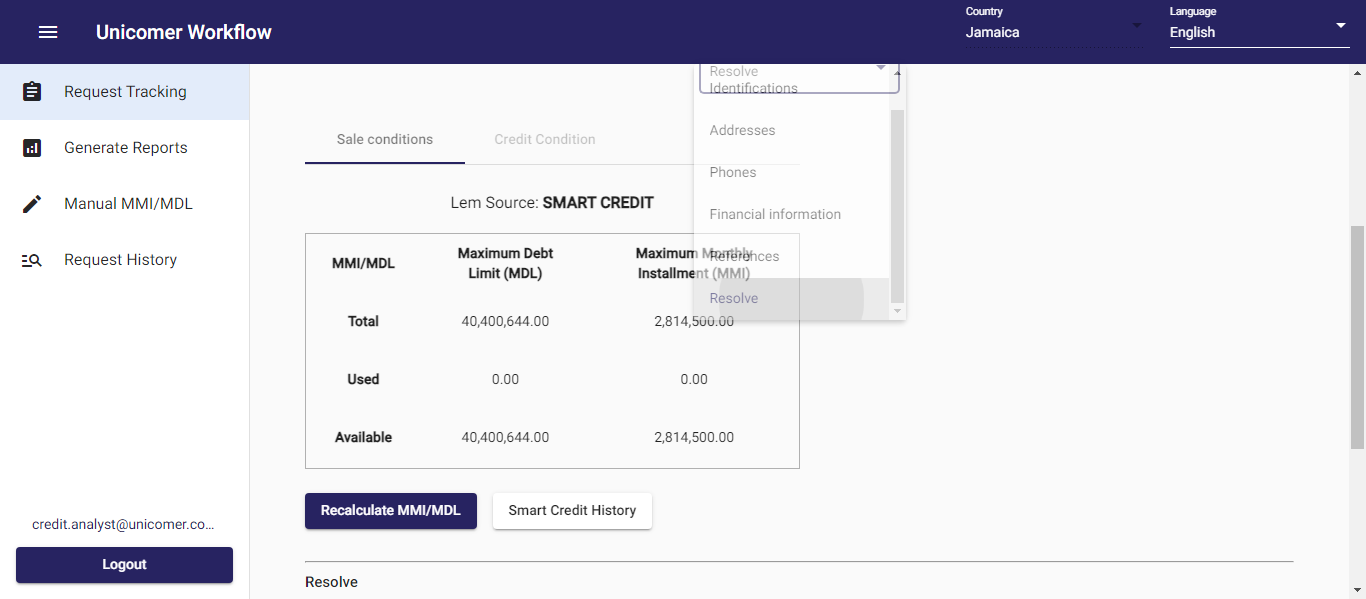 Unicomer Workflow
Country
Jamaica
Language
English
Request Tracking
Generate Reports
Manual MMI/MDL
Request History
credit.analyst@unicomer.co...
Logout
Resolve
Identifications
Addresses
Phones
Financial information
References
Resolve
Sale conditions
Credit Condition
Lem Source: SMART CREDIT
MMI/MDL
Maximum Debt
Limit (MDL)
Maximum Monthly
Installment (MMI)
Total
40,400,644.00
2,814,500.00
Used
0.00
0.00
Available
40,400,644.00
2,814,500.00
Recalculate MMI/MDL
Smart Credit History
Resolve